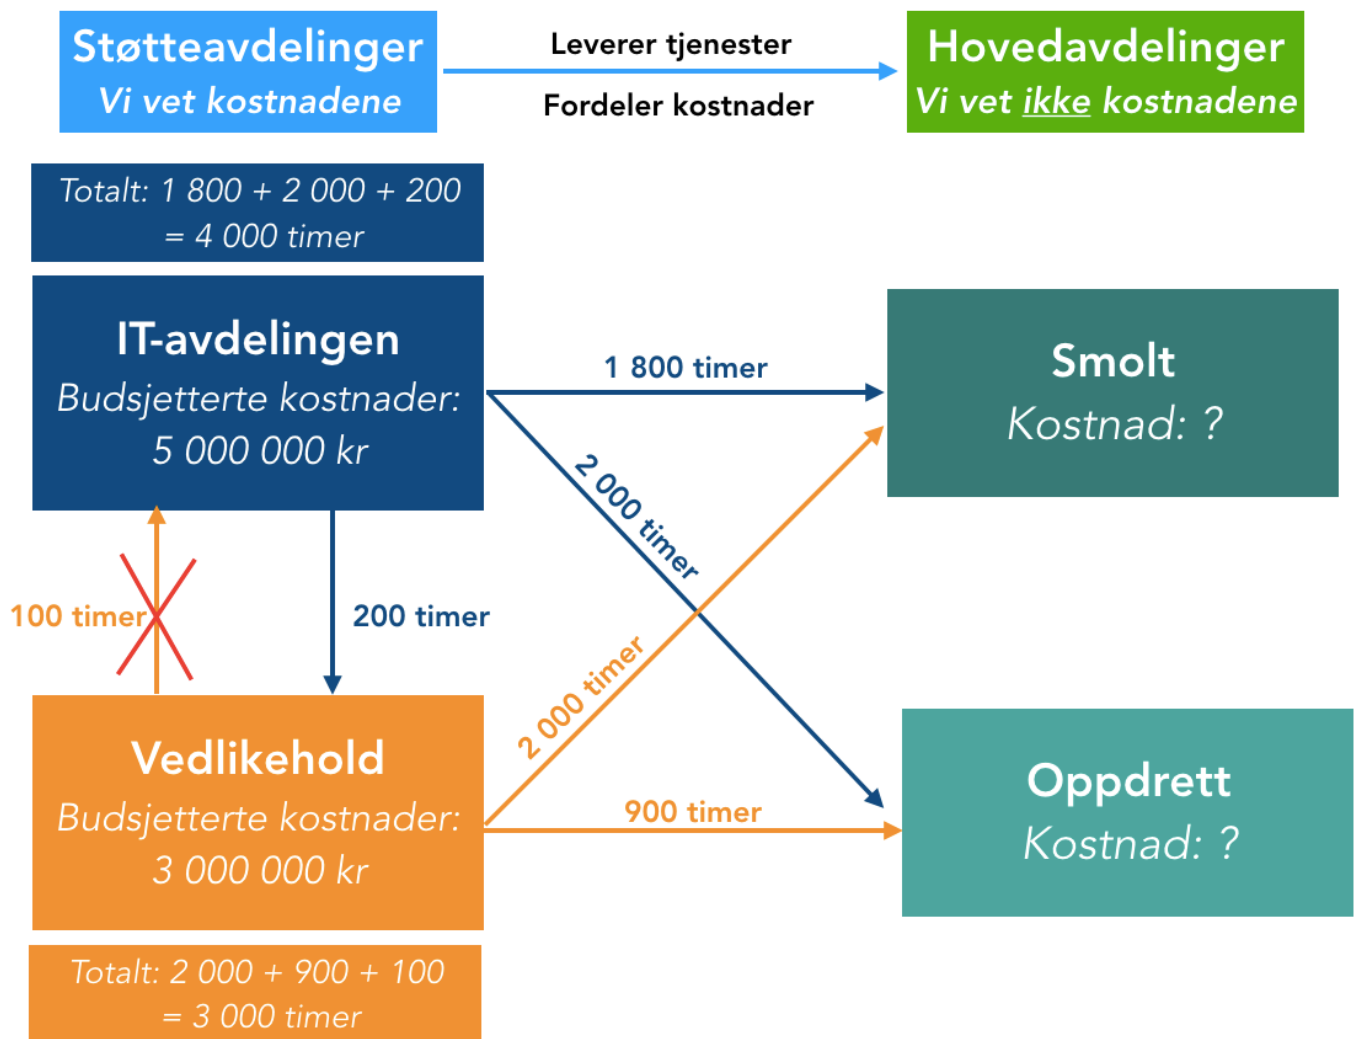 Støtteavdelinger
Vi vet kostnadene
Leverer tjenester
Fordeler kostnader
Hovedavdelinger
Vi vet ikke kostnadene
Totalt: 1 800 + 2 000 + 200
= 4 000 timer
IT-avdelingen
Budsjetterte kostnader:
5 000 000 kr
1 800 timer
Smolt
Kostnad: ?
2 000 timer
100 timer
200 timer
2 000 timer
Vedlikehold
Budsjetterte kostnader:
3 000 000 kr
900 timer
Oppdrett
Kostnad: ?
Totalt: 2 000 + 900 + 100
= 3 000 timer